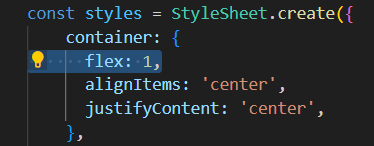 const styles = StyleSheet.create({
container: {
flex: 1,
alignItems: 'center',
justifyContent: 'center',
},